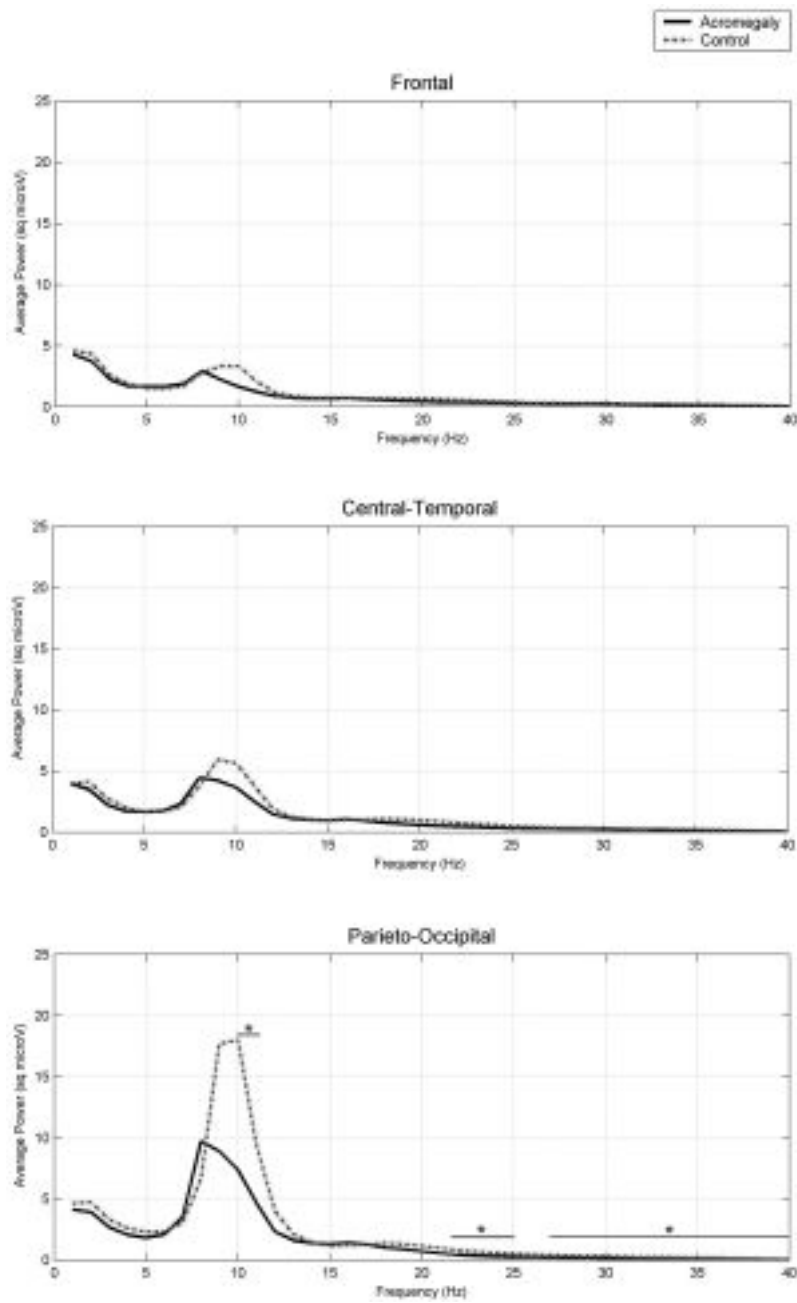 Acromegaly
Control
Frontal
Average Power (sq microV)
25
20
15
10
5
0
0 5 10 15 20 25 30 35 40
Frequency (Hz)
Central-Temporal
Average Power (sq microV)
25
20
15
10
5
0
0 5 10 15 20 25 30 35 40
Frequency (Hz)
Parieto-Occipital
Average Power (sq microV)
25
20
15
10
5
0
*
*
*
0 5 10 15 20 25 30 35 40
Frequency (Hz)